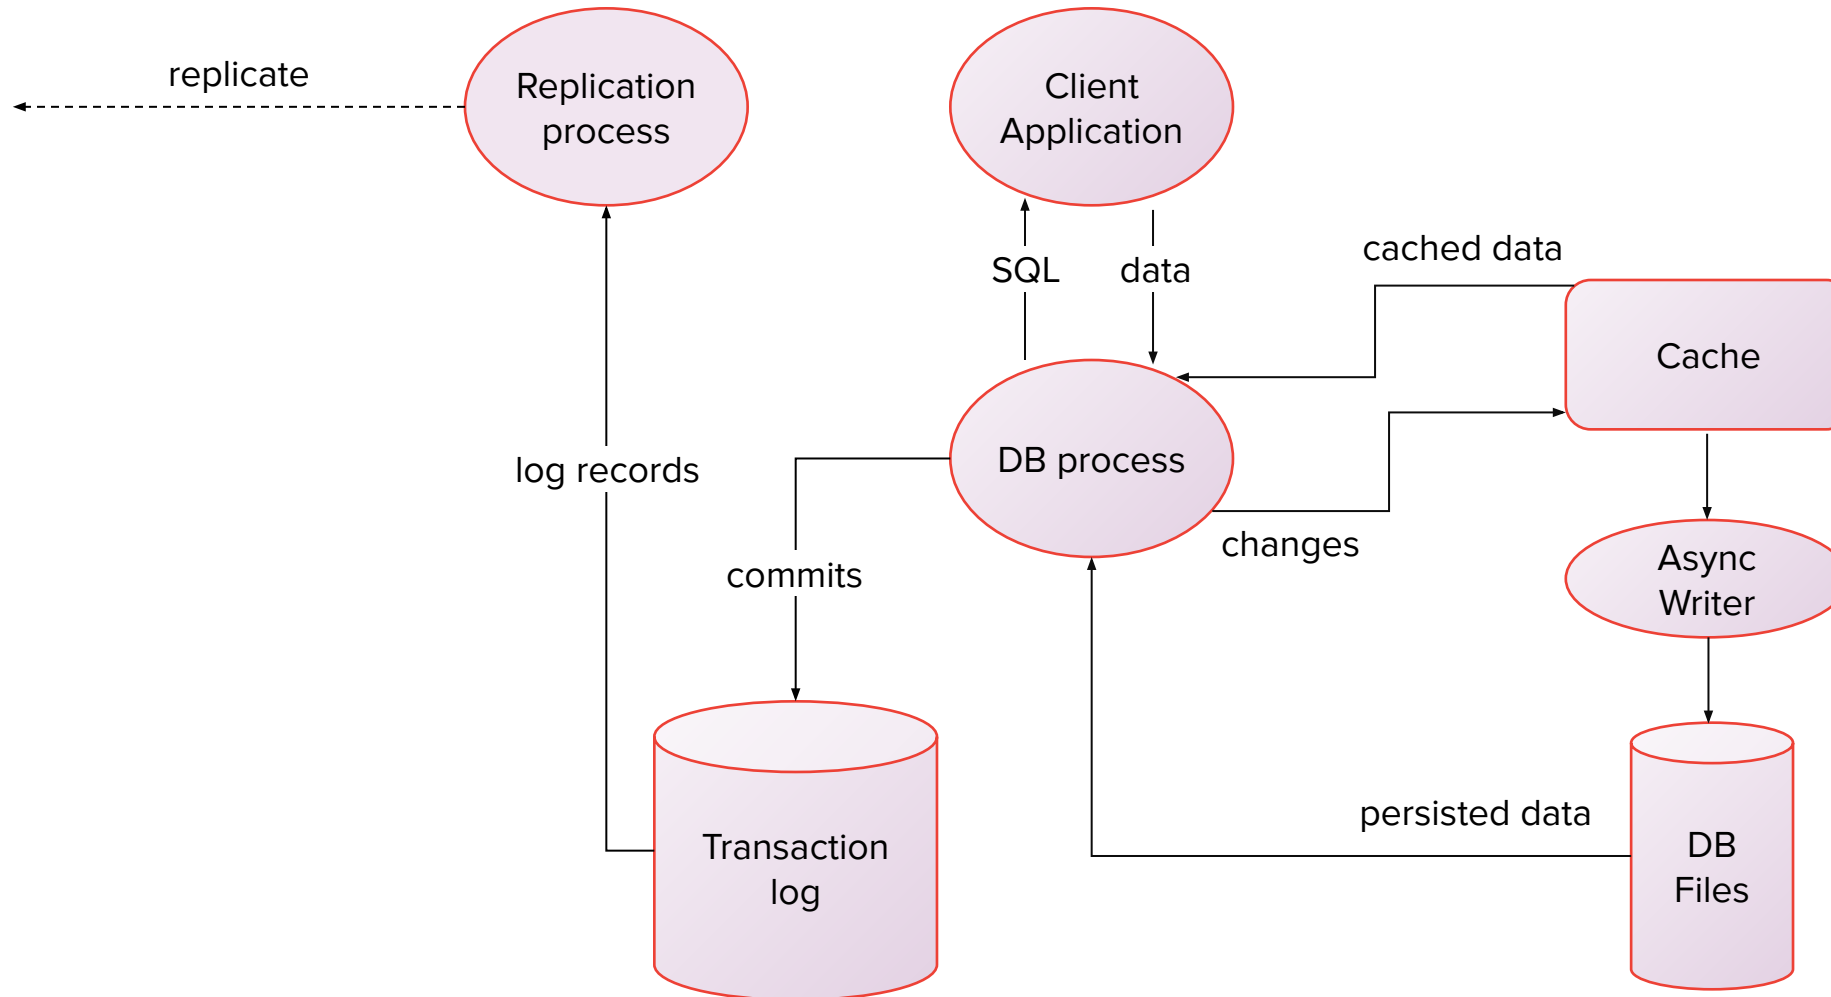 replicate
Replication
process
Client
Application
SQL
data
cached data
Cache
DB process
log records
changes
commits
Async
Writer
persisted data
Transaction
log
DB
Files